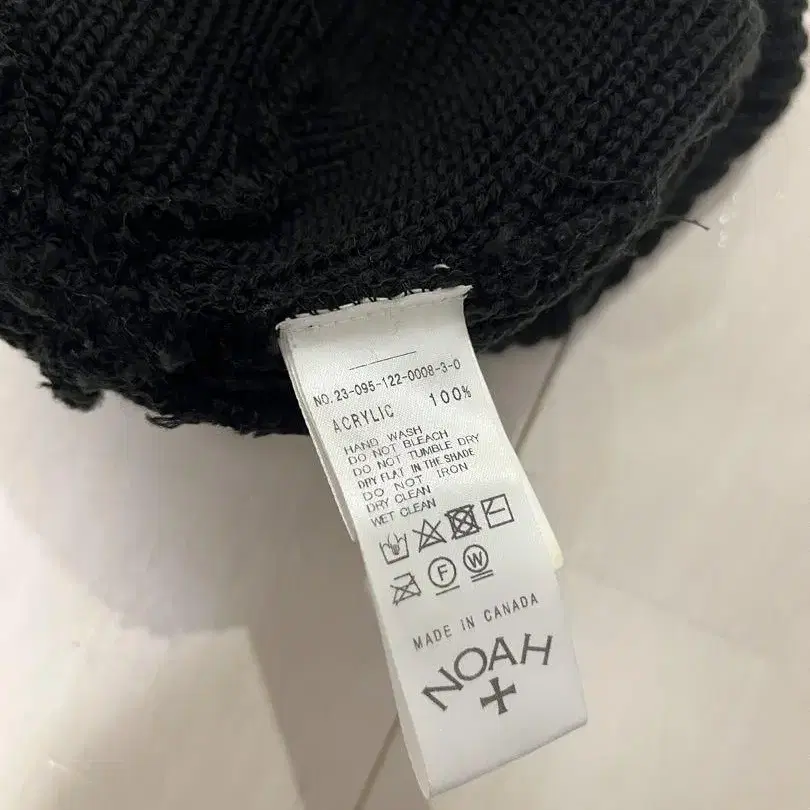 NO.23-095-122-0008-3-0
ACRYLIC 100%
HAND WASH
DO NOT BLEACH
DO NOT TUMBLE DRY
DRY FLAT IN THE SHADE
DO NOT IRON
DRY CLEAN
WET CLEAN
F W
MADE IN CANADA
NOAH